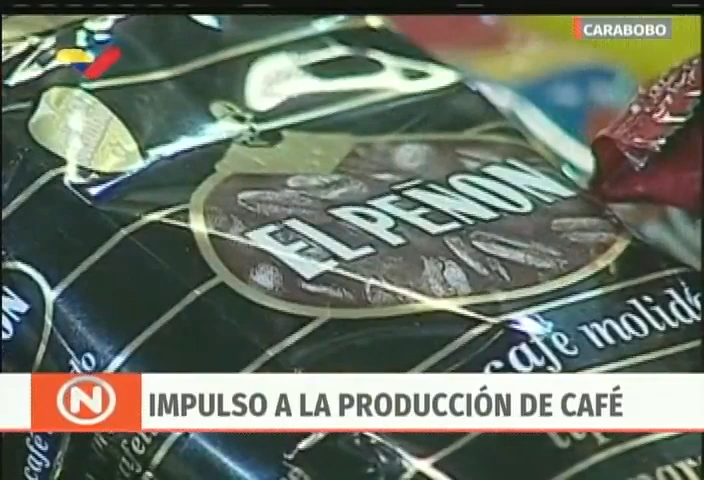 CARABOBO
EL PEÑON
café molido
N
IMPULSO A LA PRODUCCIÓN DE CAFÉ